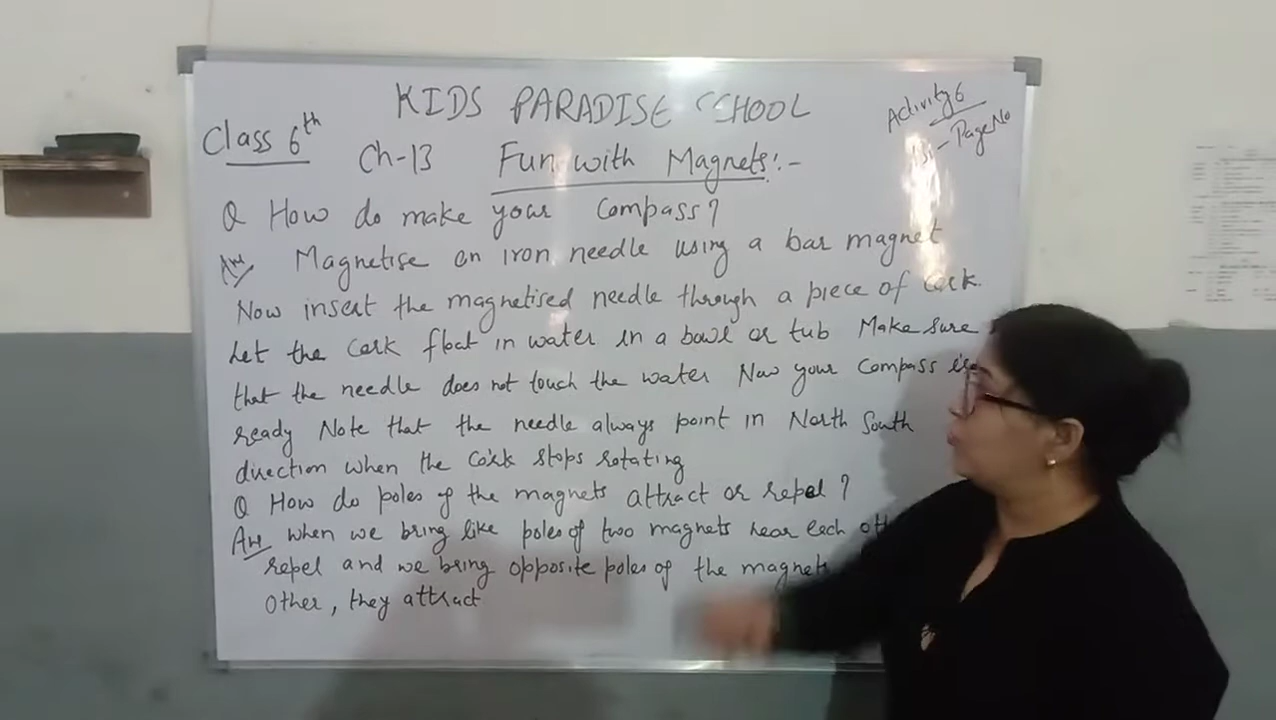 KIDS PARADISE SCHOOL
Activity 6
Page No
Class 6th
Ch-13 Fun with Magnets:-
Q How do make your Compass?
Ans Magnetise an iron needle using a bar magnet
Now insert the magnetised needle through a piece of Cork.
Let the Cork float in water in a bowl or tub Make sure
that the needle does not touch the water Now your Compass is
ready Note that the needle always point in North South
direction when the Cork stops rotating
Q How do poles of the magnets attract or repel?
Ans When we bring like poles of two magnets near each
repel and we bring opposite poles of the magnets
Other, they attract